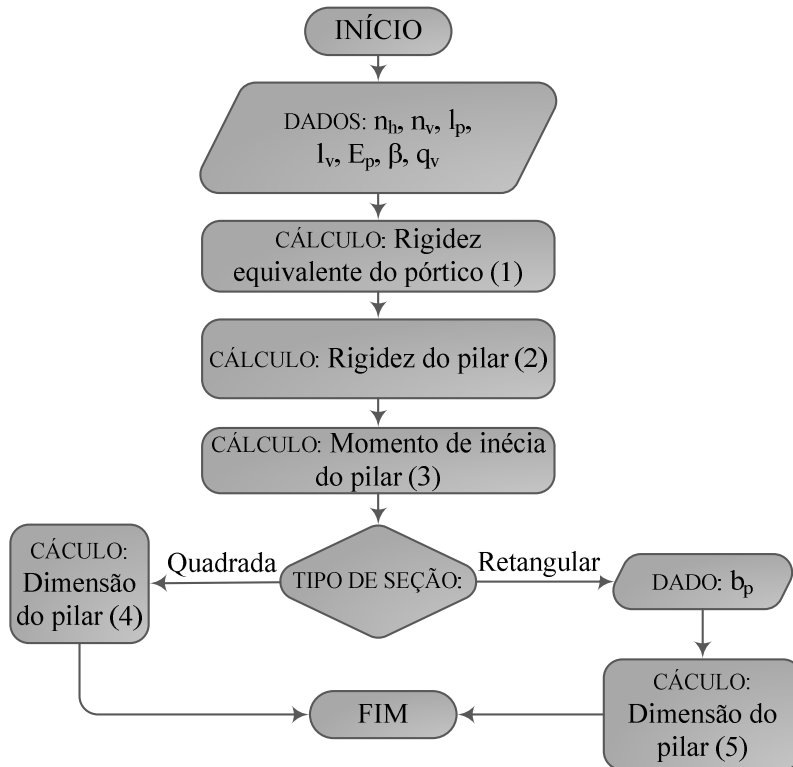 INÍCIO
DADOS: nₕ, nᵥ, lₚ,
lᵥ, Eₚ, β, qᵥ
CÁLCULO: Rigidez
equivalente do pórtico (1)
CÁLCULO: Rigidez do pilar (2)
CÁLCULO: Momento de inécia
do pilar (3)
TIPO DE SEÇÃO:
Quadrada
Retangular
CÁCULO:
Dimensão
do pilar (4)
DADO: bₚ
CÁCULO:
Dimensão do
pilar (5)
FIM